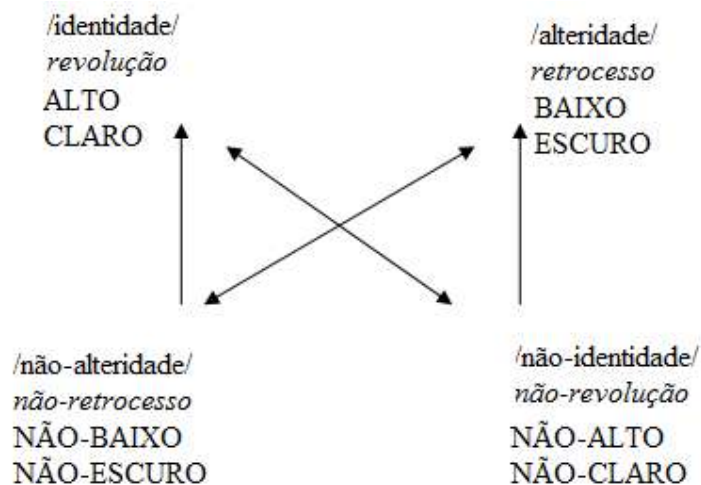 /identidade/
revolução
ALTO
CLARO
/alteridade/
retrocesso
BAIXO
ESCURO
/não-alteridade/
não-retrocesso
NÃO-BAIXO
NÃO-ESCURO
/não-identidade/
não-revolução
NÃO-ALTO
NÃO-CLARO